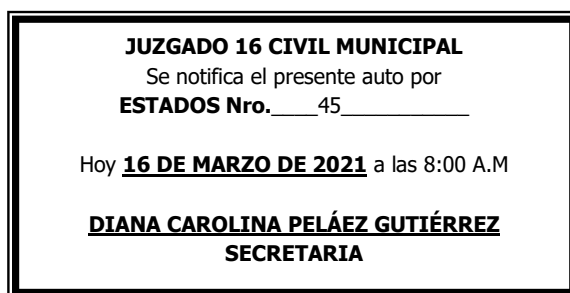 JUZGADO 16 CIVIL MUNICIPAL
Se notifica el presente auto por
ESTADOS Nro.____45___________
Hoy 16 DE MARZO DE 2021 a las 8:00 A.M
DIANA CAROLINA PELÁEZ GUTIÉRREZ
SECRETARIA